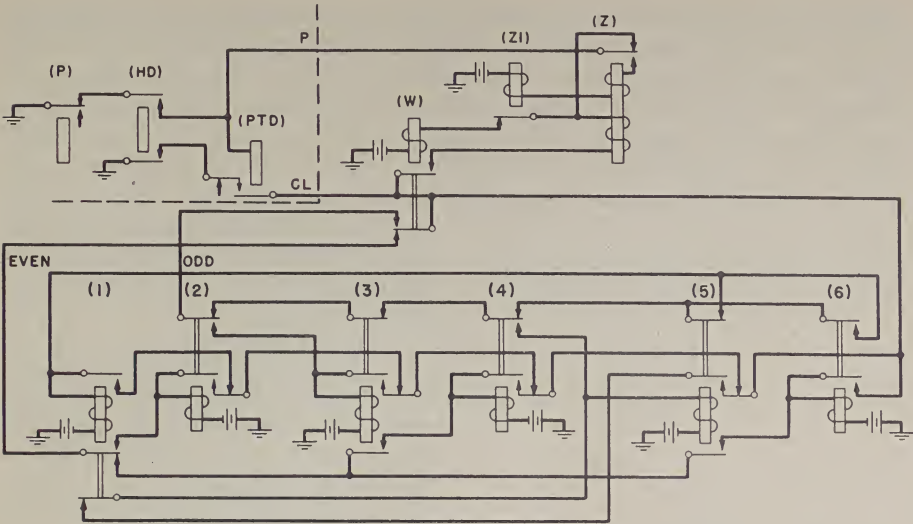 P
(Z)
(Z1)
(P)
(HD)
(PTD)
(W)
CL
EVEN
ODD
(1)
(2)
(3)
(4)
(5)
(6)